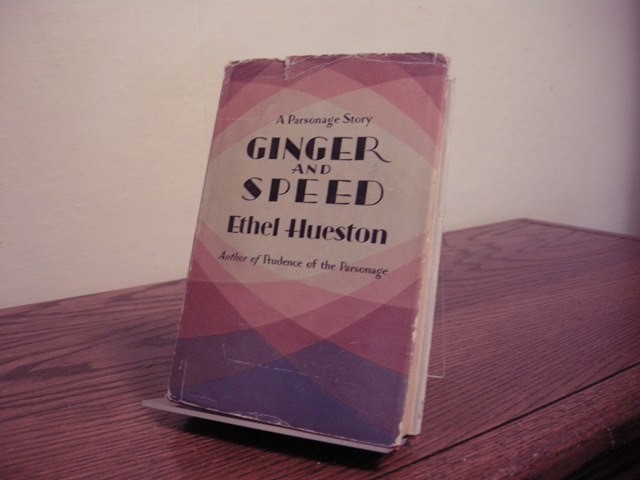 A Parsonage Story
GINGER
AND
SPEED
Ethel Hueston
Author of Prudence of the Parsonage